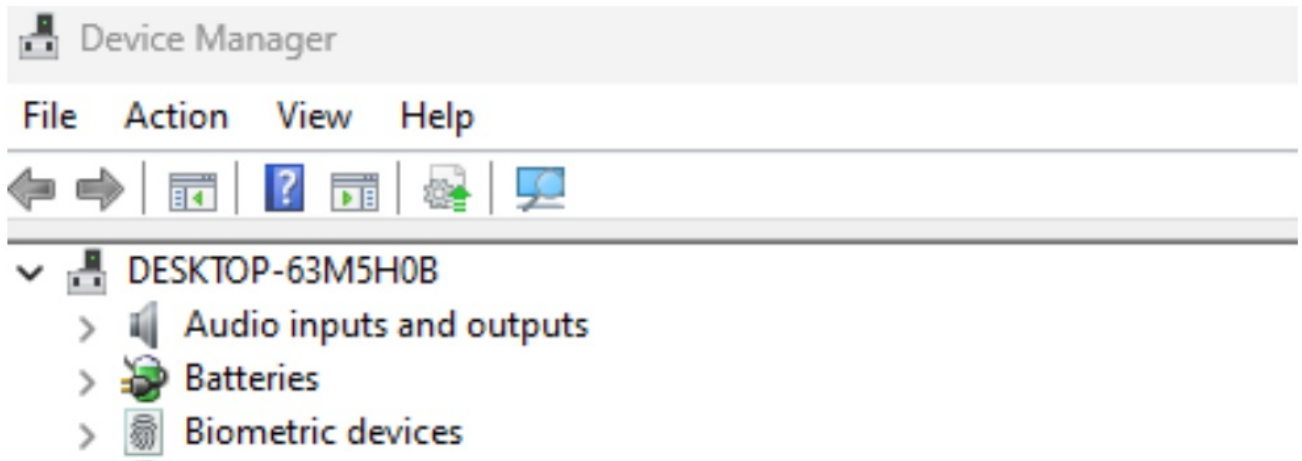 Device Manager
File Action View Help
DESKTOP-63M5H0B
Audio inputs and outputs
Batteries
Biometric devices